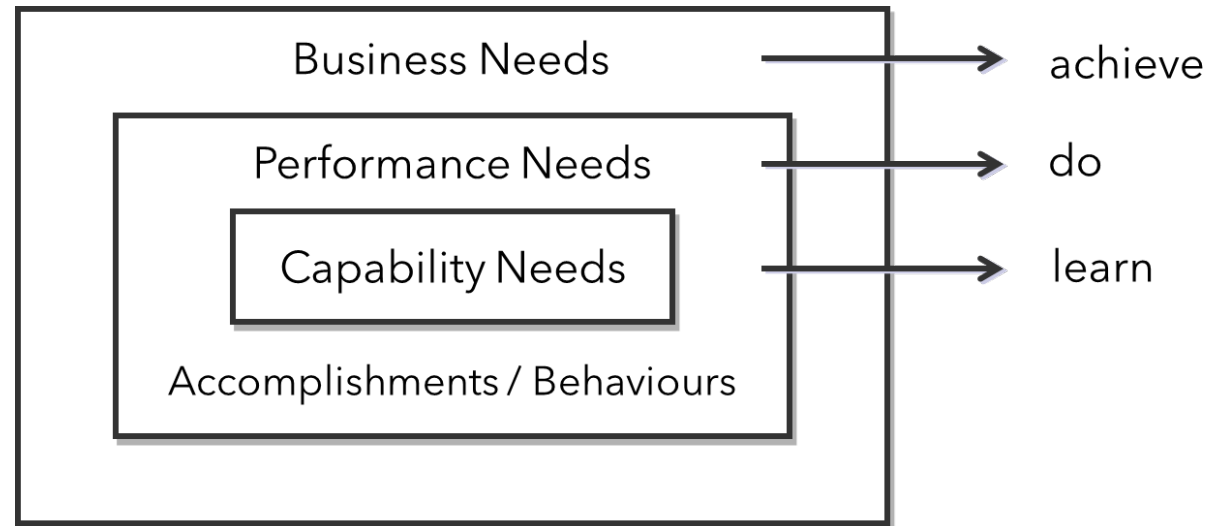 Business Needs
achieve
Performance Needs
do
Capability Needs
learn
Accomplishments / Behaviours